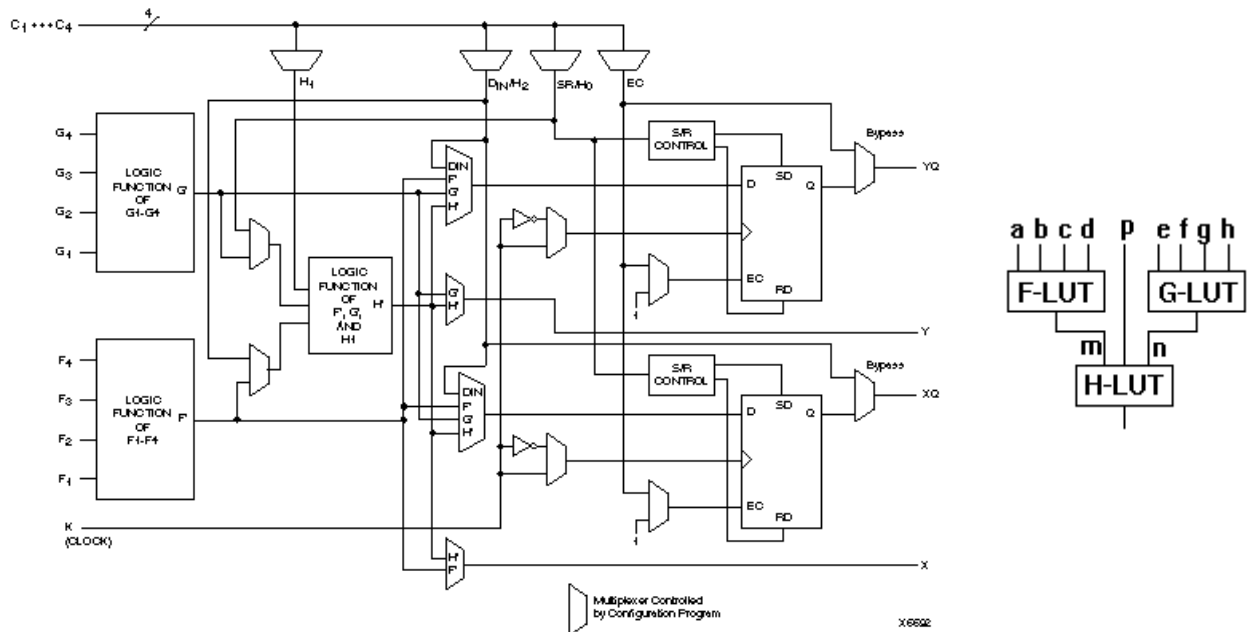 C1 •••C4
4
H1
DIN/H2
SR/H0
EC
G4
G3
G2
G1
LOGIC
FUNCTION
OF
G1-G4
G'
DIN
F'
G'
H'
S/R
CONTROL
Bypass
YQ
SD
D
Q
EC
RD
1
LOGIC
FUNCTION
OF
F', G',
AND
H1
H'
G'
H'
Y
F4
F3
F2
F1
LOGIC
FUNCTION
OF
F1-F4
F'
DIN
F'
G'
H'
S/R
CONTROL
Bypass
XQ
SD
D
Q
EC
RD
1
K
(CLOCK)
H'
F'
X
Multiplexer Controlled
by Configuration Program
X6692
a b c d p e f g h
F-LUT G-LUT
m n
H-LUT